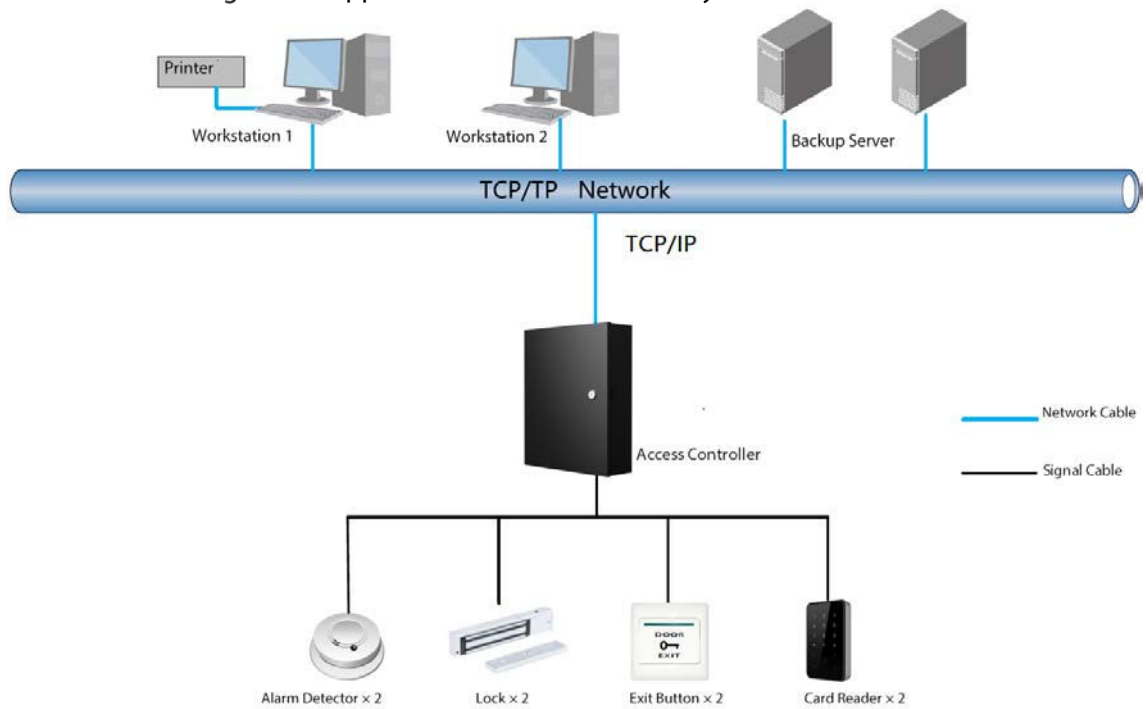 Printer
Workstation 1
Workstation 2
Backup Server
TCP/TP Network
TCP/IP
Access Controller
Network Cable
Signal Cable
DOOR
EXIT
Alarm Detector × 2
Lock × 2
Exit Button × 2
Card Reader × 2